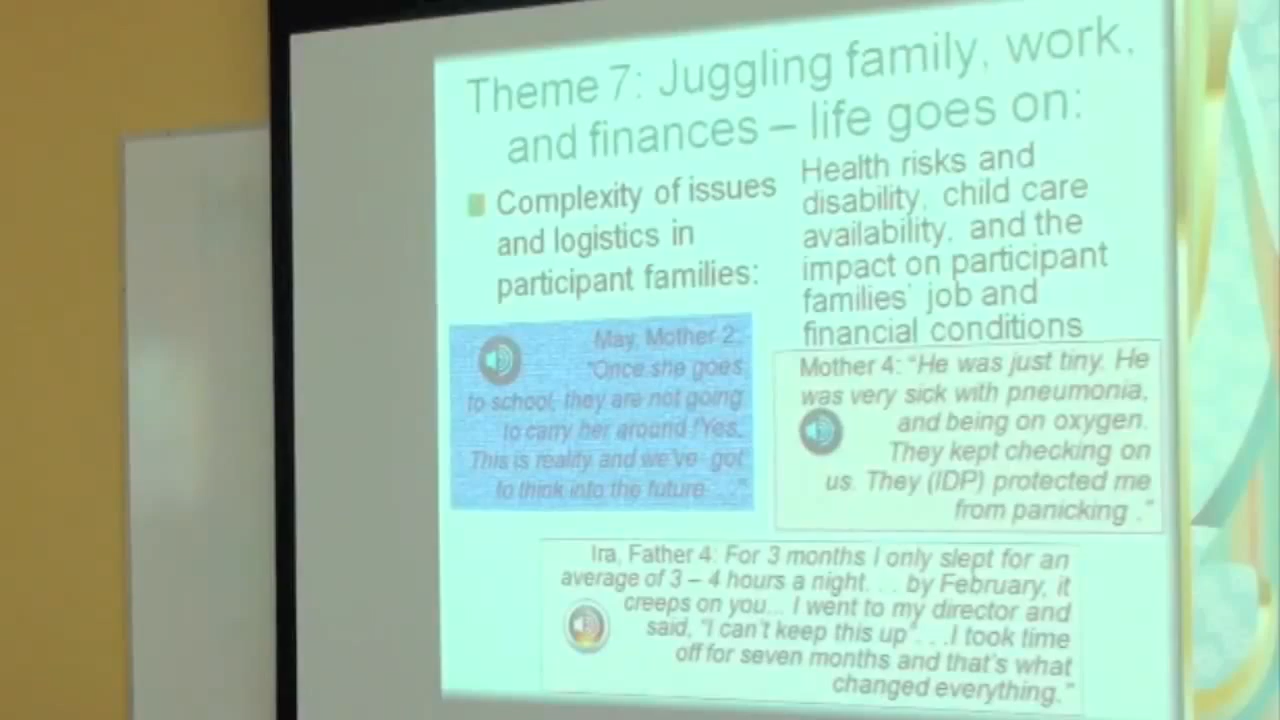 Theme 7: Juggling family, work,
and finances – life goes on:
Complexity of issues
and logistics in
participant families:
Health risks and
disability, child care
availability, and the
impact on participant
families' job and
financial conditions
May, Mother 2:
"Once she goes
to school, they are not going
to carry her around !Yes.
This is reality and we've got
to think into the future . . ."
Mother 4: "He was just tiny. He
was very sick with pneumonia,
and being on oxygen.
They kept checking on
us. They (IDP) protected me
from panicking ."
Ira, Father 4: For 3 months I only slept for an
average of 3 – 4 hours a night. . . by February, it
creeps on you... I went to my director and
said, "I can't keep this up". . .I took time
off for seven months and that's what
changed everything."